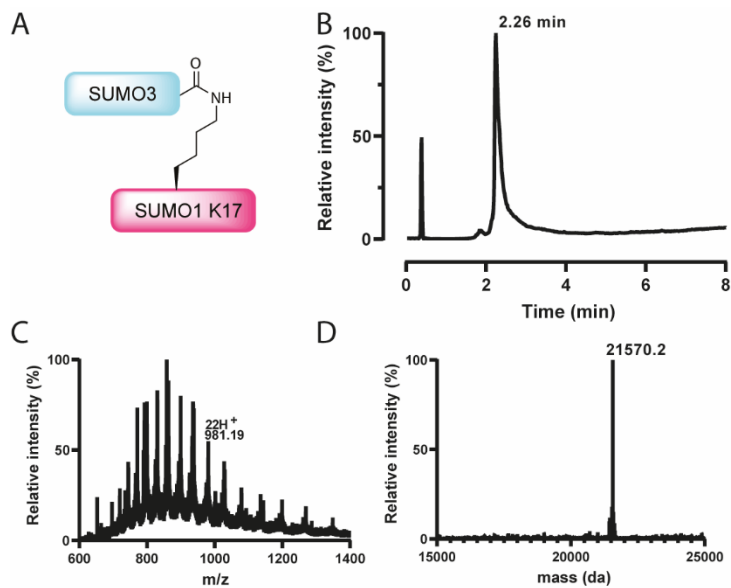 A
SUMO3
O
NH
SUMO1 K17
B
2.26 min
Relative intensity (%)
100
50
0
0 2 4 6 8
Time (min)
C
Relative intensity (%)
100
50
0
22H +
981.19
600 800 1000 1200 1400
m/z
D
Relative intensity (%)
100
50
0
21570.2
15000 20000 25000
mass (da)